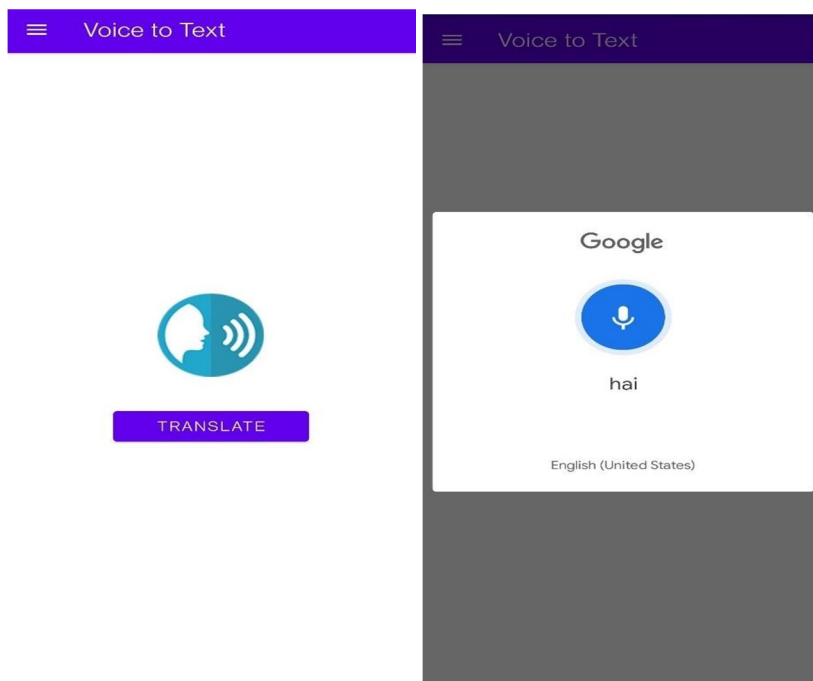 Voice to Text
TRANSLATE
Voice to Text
Google
hai
English (United States)